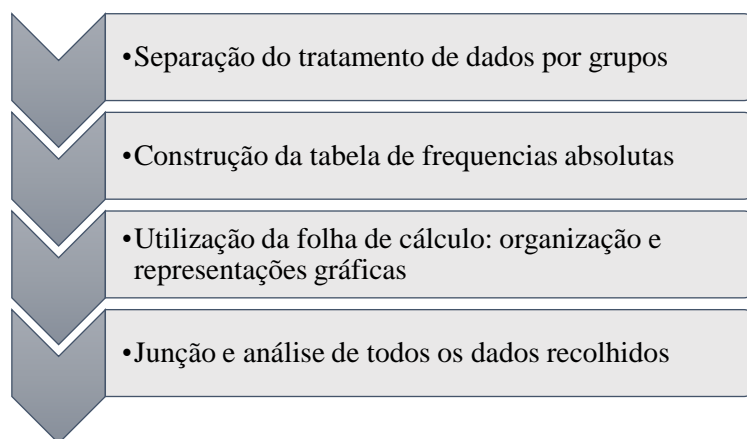 •Separação do tratamento de dados por grupos
•Construção da tabela de frequencias absolutas
•Utilização da folha de cálculo: organização e
representações gráficas
•Junção e análise de todos os dados recolhidos